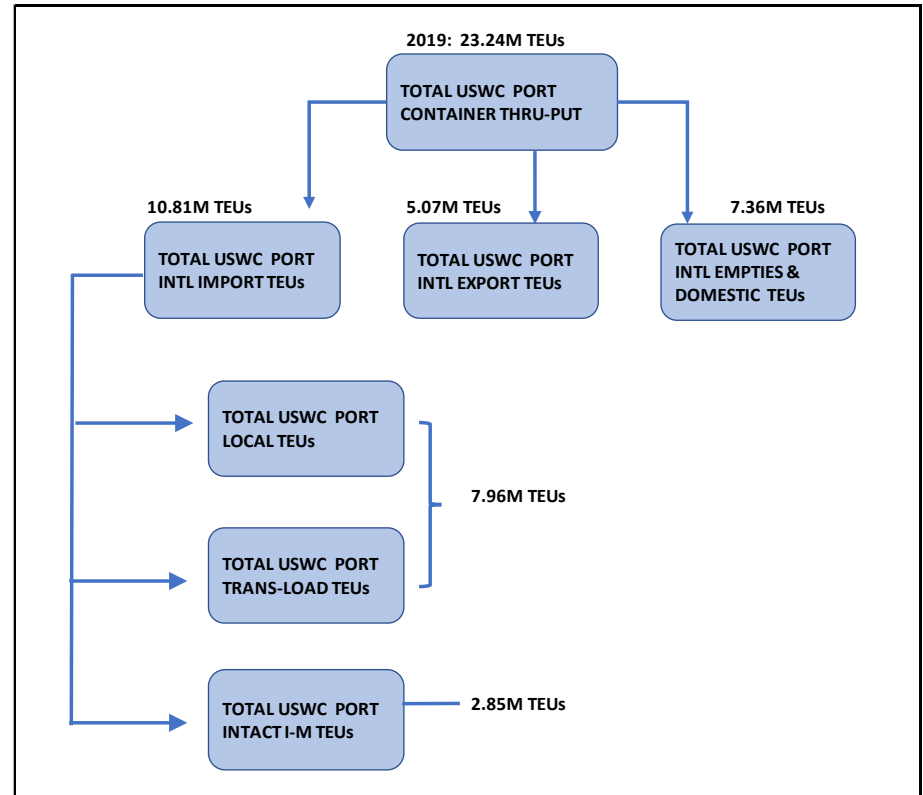 2019: 23.24M TEUs
TOTAL USWC PORT
CONTAINER THRU-PUT
10.81M TEUs
5.07M TEUs
7.36M TEUs
TOTAL USWC PORT
INTL IMPORT TEUs
TOTAL USWC PORT
INTL EXPORT TEUs
TOTAL USWC PORT
INTL EMPTIES &
DOMESTIC TEUs
TOTAL USWC PORT
LOCAL TEUs
7.96M TEUs
TOTAL USWC PORT
TRANS-LOAD TEUs
TOTAL USWC PORT
INTACT I-M TEUs
2.85M TEUs